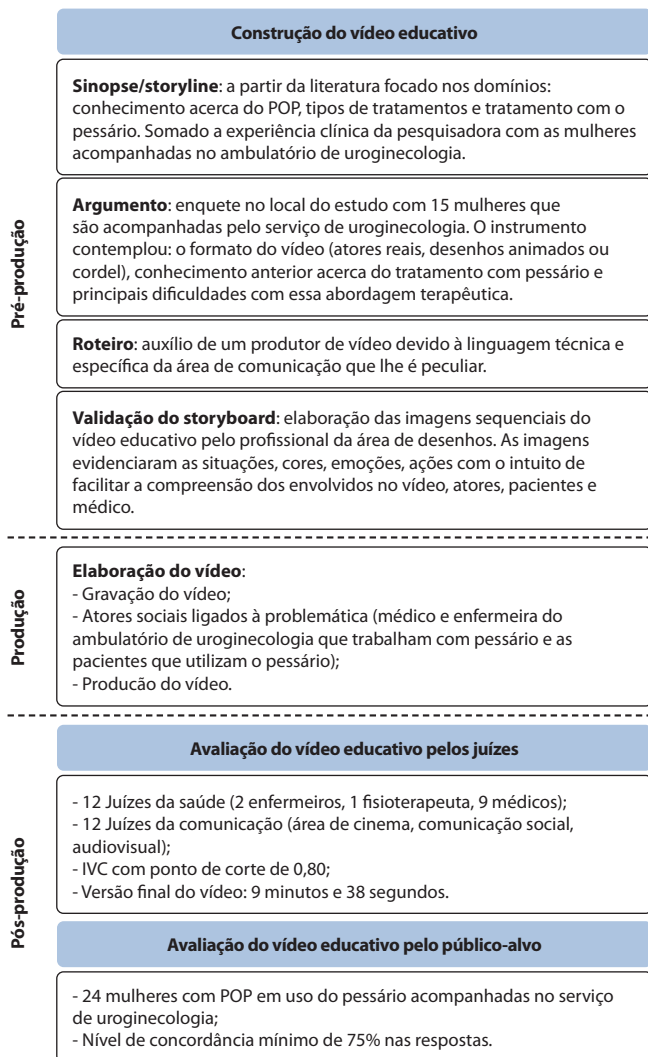 Construção do vídeo educativo
Pré-produção
Sinopse/storyline: a partir da literatura focado nos domínios:
conhecimento acerca do POP, tipos de tratamentos e tratamento com o
pessário. Somado a experiência clínica da pesquisadora com as mulheres
acompanhadas no ambulatório de uroginecologia.
Argumento: enquete no local do estudo com 15 mulheres que
são acompanhadas pelo serviço de uroginecologia. O instrumento
contemplou: o formato do vídeo (atores reais, desenhos animados ou
cordel), conhecimento anterior acerca do tratamento com pessário e
principais dificuldades com essa abordagem terapêutica.
Roteiro: auxílio de um produtor de vídeo devido à linguagem técnica e
específica da área de comunicação que lhe é peculiar.
Validação do storyboard: elaboração das imagens sequenciais do
vídeo educativo pelo profissional da área de desenhos. As imagens
evidenciaram as situações, cores, emoções, ações com o intuito de
facilitar a compreensão dos envolvidos no vídeo, atores, pacientes e
médico.
Produção
Elaboração do vídeo:
- Gravação do vídeo;
- Atores sociais ligados à problemática (médico e enfermeira do
ambulatório de uroginecologia que trabalham com pessário e as
pacientes que utilizam o pessário);
- Producão do vídeo.
Pós-produção
Avaliação do vídeo educativo pelos juízes
- 12 Juízes da saúde (2 enfermeiros, 1 fisioterapeuta, 9 médicos);
- 12 Juízes da comunicação (área de cinema, comunicação social,
audiovisual);
- IVC com ponto de corte de 0,80;
- Versão final do vídeo: 9 minutos e 38 segundos.
Avaliação do vídeo educativo pelo público-alvo
- 24 mulheres com POP em uso do pessário acompanhadas no serviço
de uroginecologia;
- Nível de concordância mínimo de 75% nas respostas.